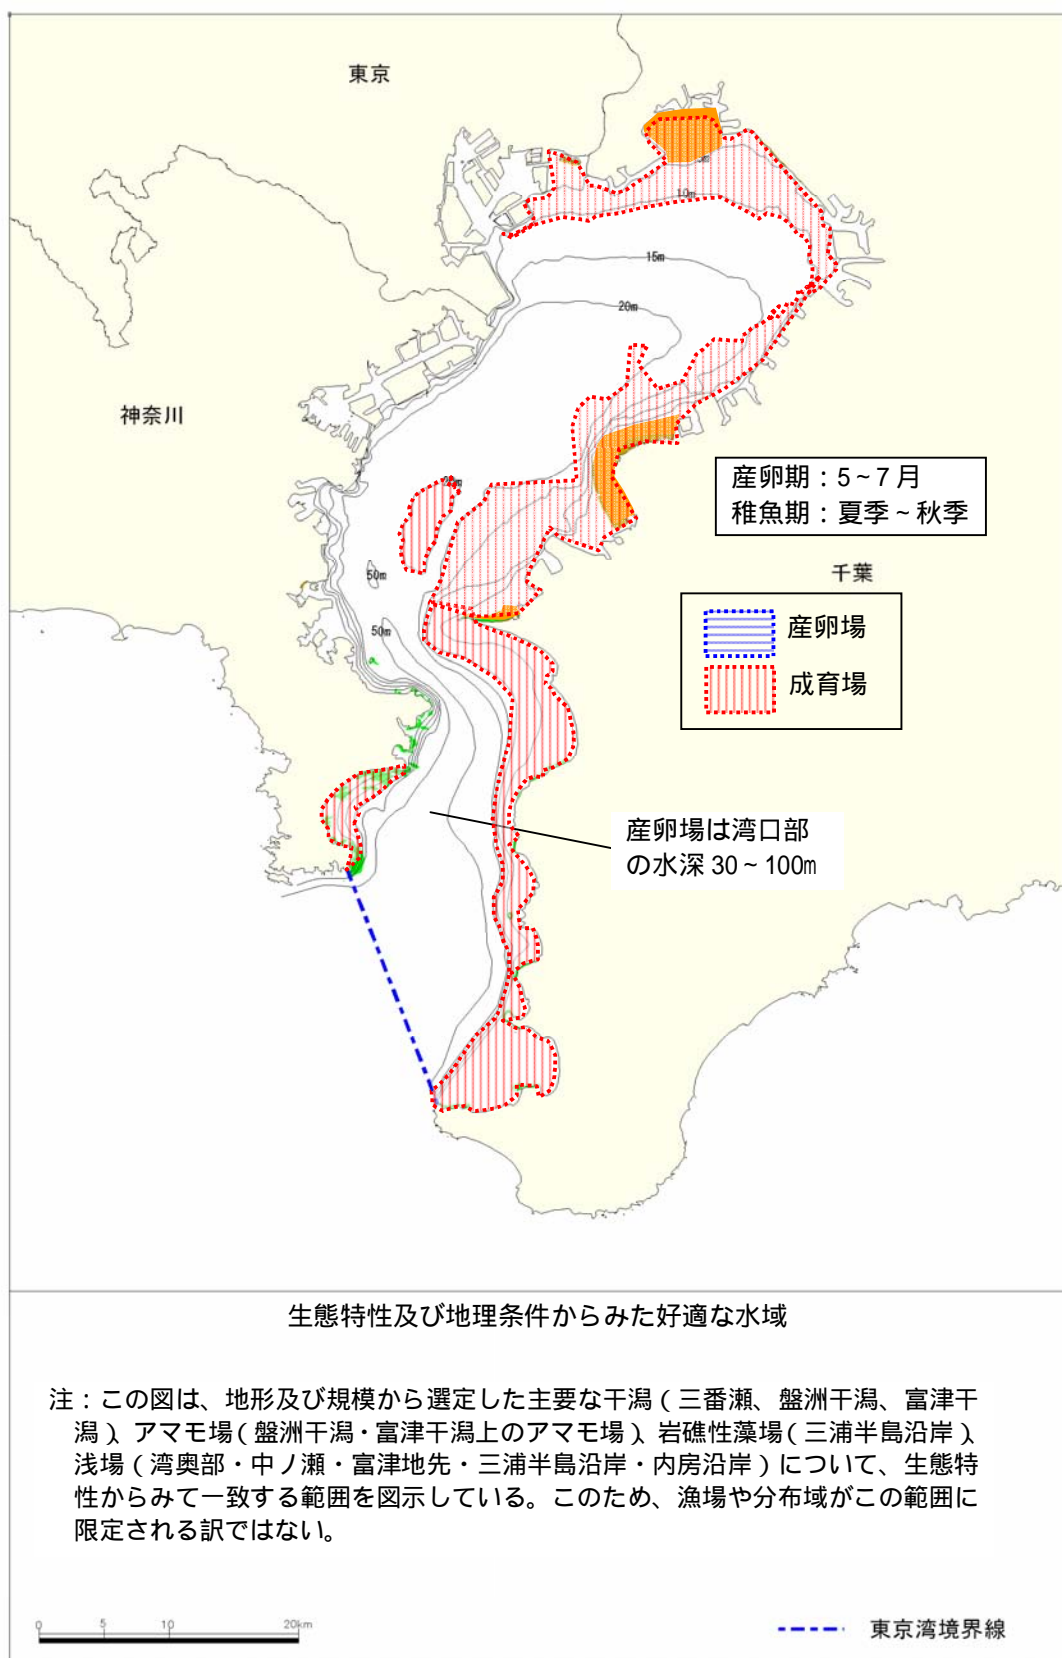 東京
10m
15m
20m
神奈川
産卵期：5～7月
稚魚期：夏季～秋季
千葉
50m
50m
産卵場
成育場
産卵場は湾口部
の水深30～100m
生態特性及び地理条件からみた好適な水域
注：この図は、地形及び規模から選定した主要な干潟（三番瀬、盤洲干潟、富津干
潟）、アマモ場（盤洲干潟・富津干潟上のアマモ場）、岩礁性藻場（三浦半島沿岸）、
浅場（湾奥部・中ノ瀬・富津地先・三浦半島沿岸・内房沿岸）について、生態特
性からみて一致する範囲を図示している。このため、漁場や分布域がこの範囲に
限定される訳ではない。
0 5 10 20km
東京湾境界線